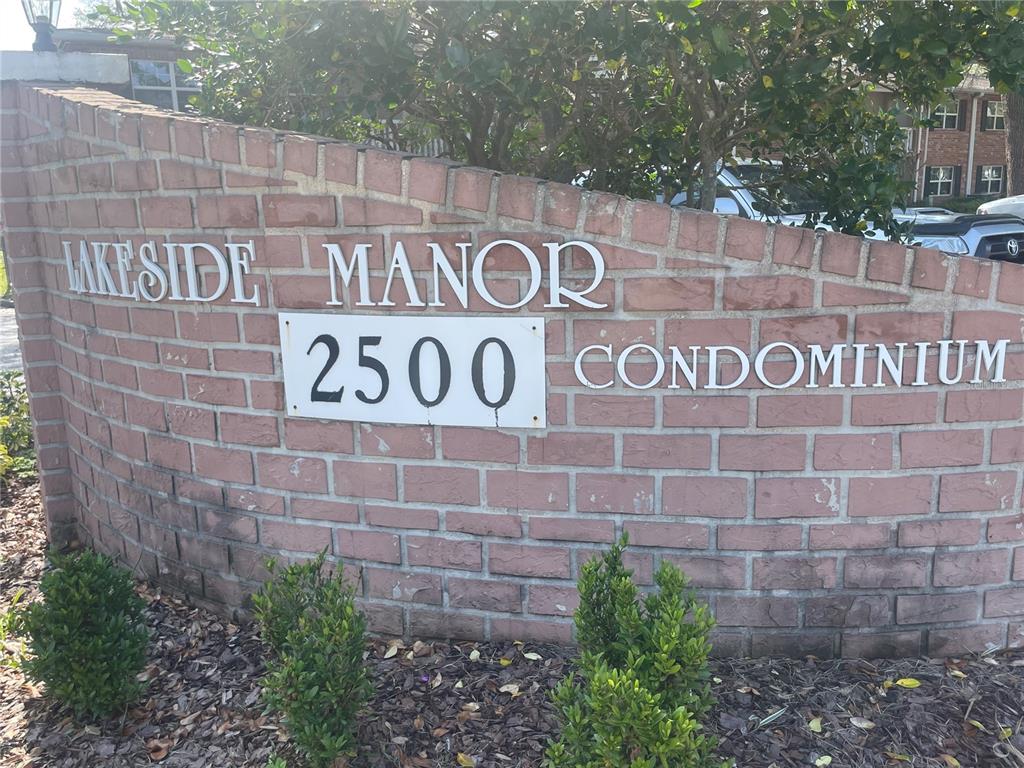 LAKESIDE MANOR
2500
CONDOMINIUM